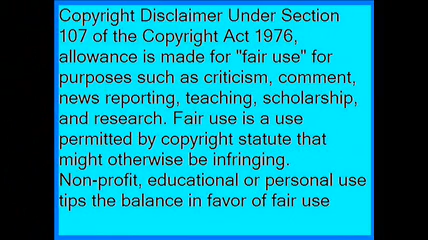 Copyright Disclaimer Under Section
107 of the Copyright Act 1976,
allowance is made for "fair use" for
purposes such as criticism, comment,
news reporting, teaching, scholarship,
and research. Fair use is a use
permitted by copyright statute that
might otherwise be infringing.
Non-profit, educational or personal use
tips the balance in favor of fair use